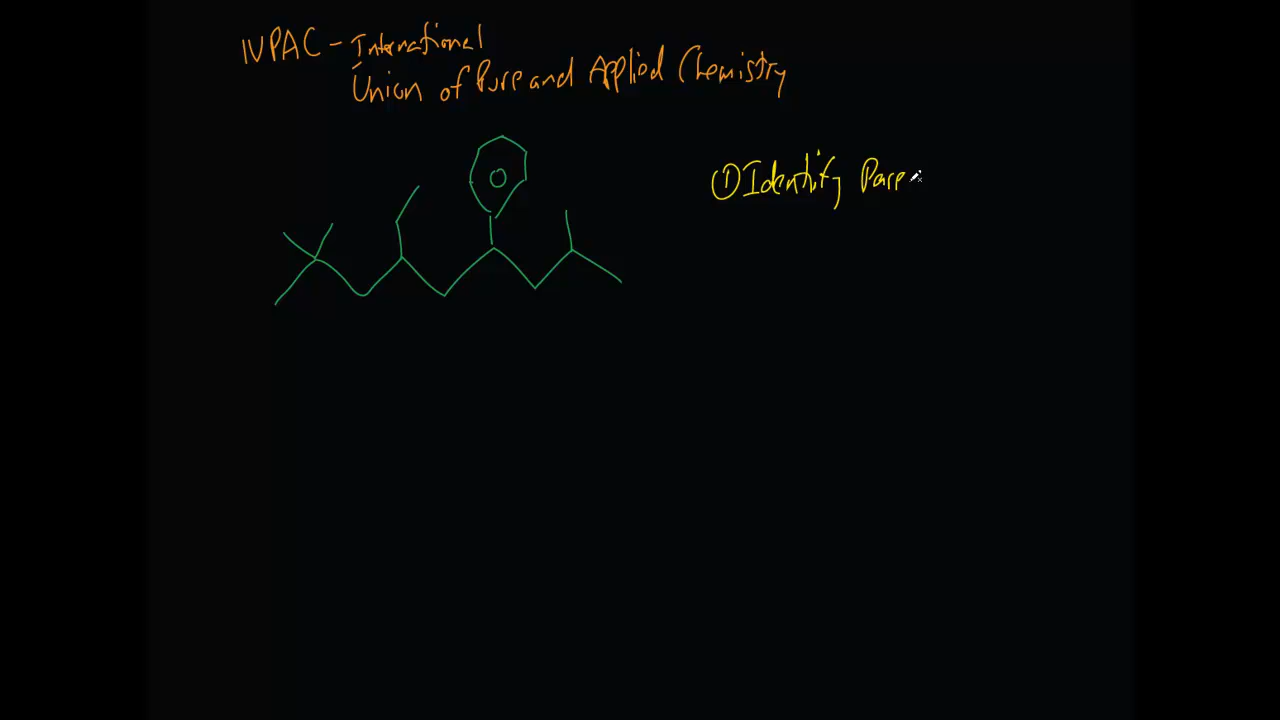 IUPAC - International
Union of Pure and Applied Chemistry
① Identify Pare